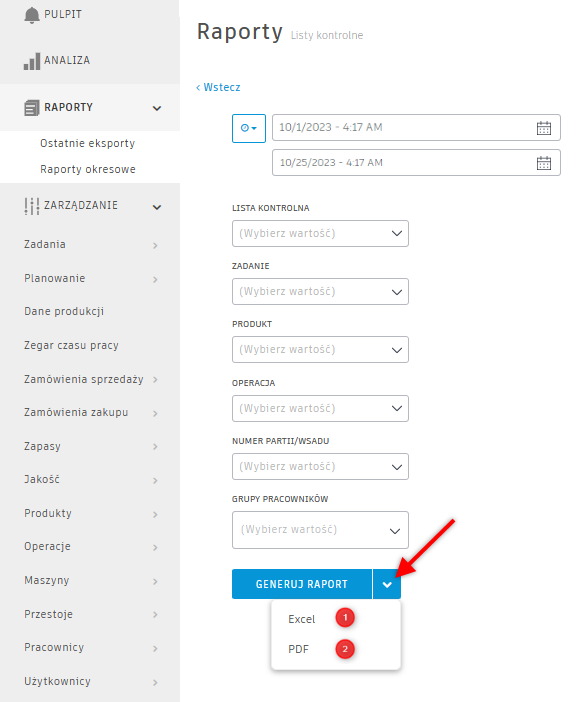 PULPIT
ANALIZA
RAPORTY
Ostatnie eksporty
Raporty okresowe
ZARZĄDZANIE
Zadania
Planowanie
Dane produkcji
Zegar czasu pracy
Zamówienia sprzedaży
Zamówienia zakupu
Zapasy
Jakość
Produkty
Operacje
Maszyny
Przestoje
Pracownicy
Użytkownicy
Raporty Listy kontrolne
‹ Wstecz
10/1/2023 - 4:17 AM
10/25/2023 - 4:17 AM
LISTA KONTROLNA
(Wybierz wartość)
ZADANIE
(Wybierz wartość)
PRODUKT
(Wybierz wartość)
OPERACJA
(Wybierz wartość)
NUMER PARTII/WSADU
(Wybierz wartość)
GRUPY PRACOWNIKÓW
(Wybierz wartość)
GENERUJ RAPORT
Excel 1
PDF 2